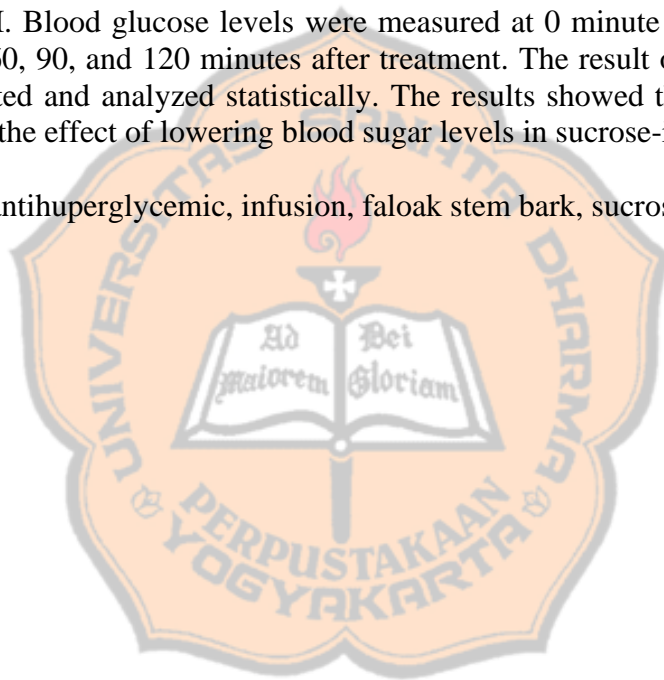 I. Blood glucose levels were measured at 0 minute
60, 90, and 120 minutes after treatment. The result
ted and analyzed statistically. The results showed
the effect of lowering blood sugar levels in sucrose-
antihuperglycemic, infusion, faloak stem bark,
UNIVERSITAS SANATA DHARMA
Ad Dei
Maiorem Gloriam
PERPUSTAKAAN
YOGYAKARTA